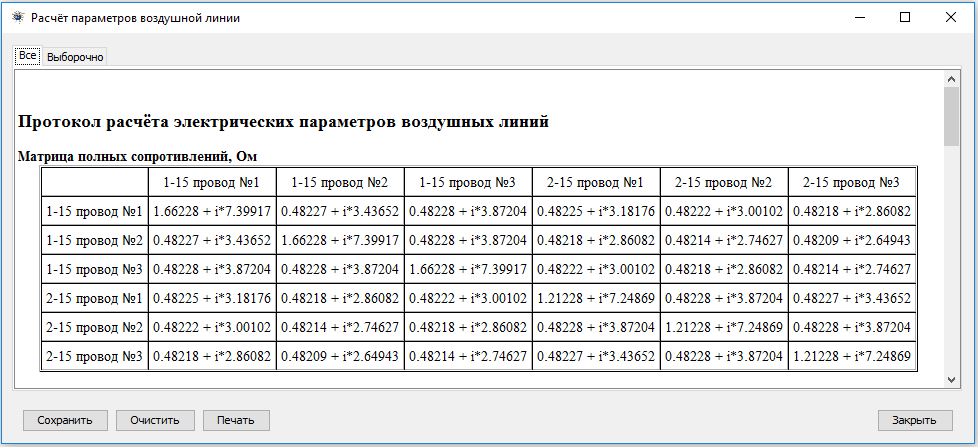 Расчёт параметров воздушной линии
Все Выборочно
Протокол расчёта электрических параметров воздушных линий
Матрица полных сопротивлений, Ом
1-15 провод №1 1-15 провод №2 1-15 провод №3 2-15 провод №1 2-15 провод №2 2-15 провод №3
1-15 провод №1 1.66228 + i*7.39917 0.48227 + i*3.43652 0.48228 + i*3.87204 0.48225 + i*3.18176 0.48222 + i*3.00102 0.48218 + i*2.86082
1-15 провод №2 0.48227 + i*3.43652 1.66228 + i*7.39917 0.48228 + i*3.87204 0.48218 + i*2.86082 0.48214 + i*2.74627 0.48209 + i*2.64943
1-15 провод №3 0.48228 + i*3.87204 0.48228 + i*3.87204 1.66228 + i*7.39917 0.48222 + i*3.00102 0.48218 + i*2.86082 0.48214 + i*2.74627
2-15 провод №1 0.48225 + i*3.18176 0.48218 + i*2.86082 0.48222 + i*3.00102 1.21228 + i*7.24869 0.48228 + i*3.87204 0.48227 + i*3.43652
2-15 провод №2 0.48222 + i*3.00102 0.48214 + i*2.74627 0.48218 + i*2.86082 0.48228 + i*3.87204 1.21228 + i*7.24869 0.48228 + i*3.87204
2-15 провод №3 0.48218 + i*2.86082 0.48209 + i*2.64943 0.48214 + i*2.74627 0.48227 + i*3.43652 0.48228 + i*3.87204 1.21228 + i*7.24869
Сохранить Очистить Печать Закрыть